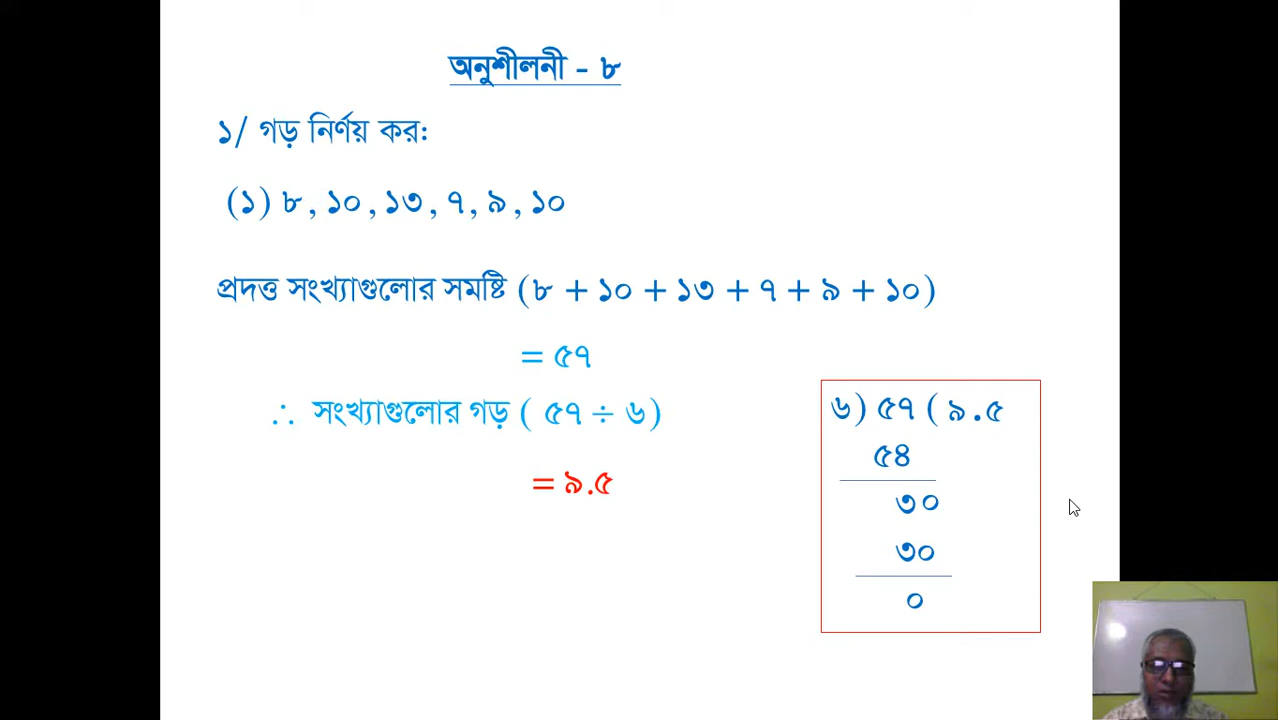 অনুশীলনী - ৮
১/ গড় নির্ণয় কর:
(১) ৮, ১০, ১৩, ৭, ৯, ১০
প্রদত্ত সংখ্যাগুলোর সমষ্টি (৮ + ১০ + ১৩ + ৭ + ৯ + ১০)
= ৫৭
∴ সংখ্যাগুলোর গড় ( ৫৭ ÷ ৬)
= ৯.৫
৬) ৫৭ ( ৯.৫
৫৪
৩০
৩০
০